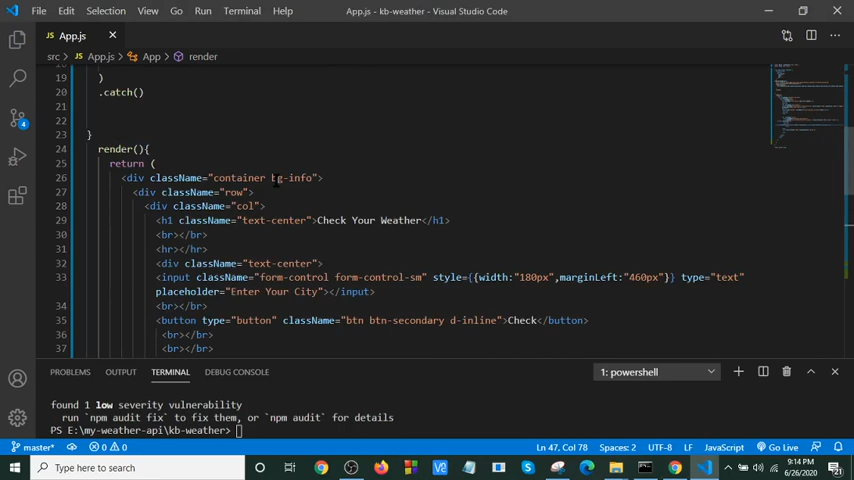 File Edit Selection View Go Run Terminal Help App.js - kb-weather - Visual Studio Code
JS App.js
src > JS App.js > App > render
19 )
20 .catch()
21
22
23 }
24 render(){
25 return (
26 <div className="container bg-info">
27 <div className="row">
28 <div className="col">
29 <h1 className="text-center">Check Your Weather</h1>
30 <br></br>
31 <hr></hr>
32 <div className="text-center">
33 <input className="form-control form-control-sm" style={{width:"180px",marginLeft:"460px"}} type="text"
placeholder="Enter Your City"></input>
34 <br></br>
35 <button type="button" className="btn btn-secondary d-inline">Check</button>
36 <br></br>
37 <br></br>
4
PROBLEMS OUTPUT TERMINAL DEBUG CONSOLE 1: powershell
found 1 low severity vulnerability
run `npm audit fix` to fix them, or `npm audit` for details
PS E:\my-weather-api\kb-weather>
master* 0 0 Ln 47, Col 78 Spaces: 2 UTF-8 LF JavaScript Go Live
Type here to search 9:14 PM
6/26/2020 21